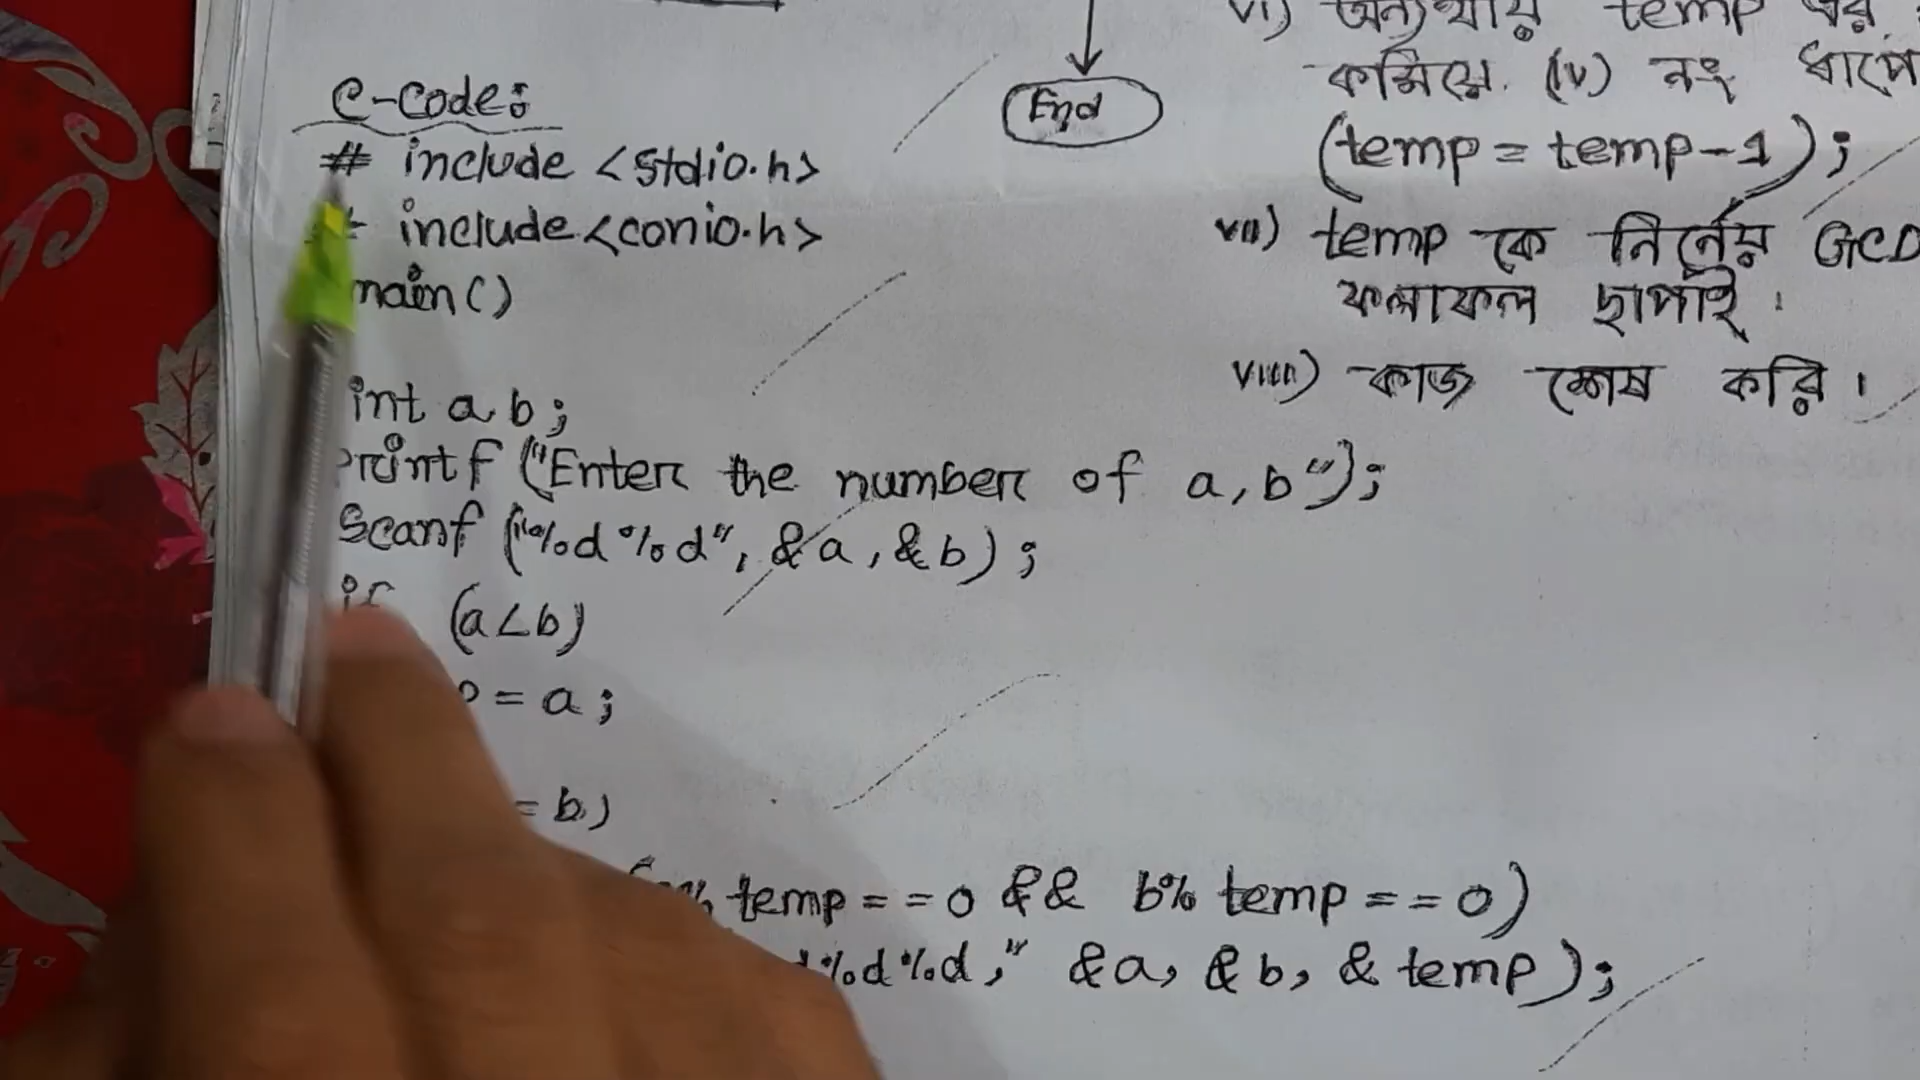 C-code:
# include <stdio.h>
include <conio.h>
main()
int a, b;
printf ("Enter the number of a, b");
scanf ("%d %d", &a, &b);
if (a<b)
= a;
= b)
% temp == 0 && b% temp == 0)
%d %d," &a, &b, & temp);
End
vi) অন্যথায় temp এর
কমিয়ে (v) নং ধাপে
(temp = temp-1);
vii) temp কে নির্নেয় GCD
ফলাফল ছাপাই।
viii) কাজ শেষ করি।